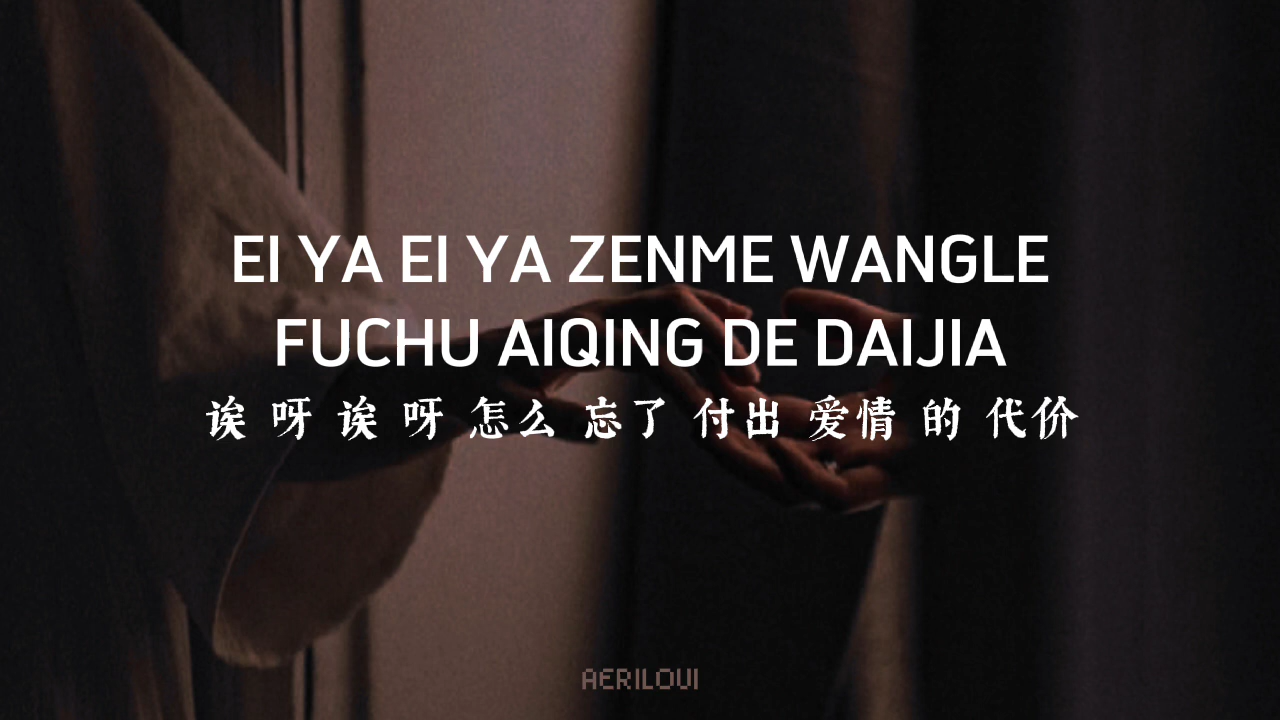 EI YA EI YA ZENME WANGLE
FUCHU AIQING DE DAIJIA
诶 呀 诶 呀 怎么 忘了 付出 爱情 的 代价
AERILOUI